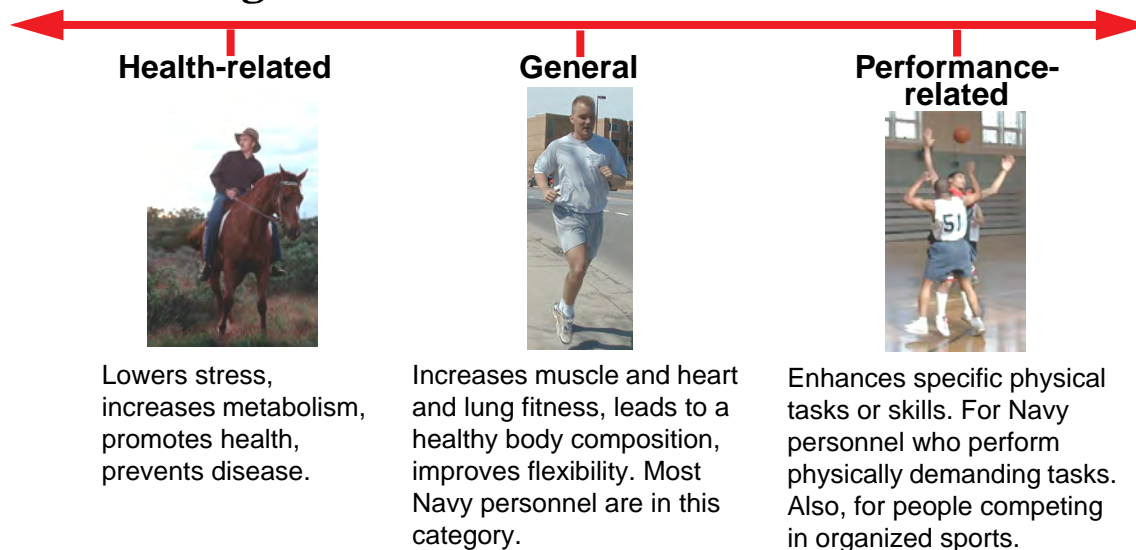 Health-related
Lowers stress,
increases metabolism,
promotes health,
prevents disease.
General
Increases muscle and heart
and lung fitness, leads to a
healthy body composition,
improves flexibility. Most
Navy personnel are in this
category.
Performance-
related
51
Enhances specific physical
tasks or skills. For Navy
personnel who perform
physically demanding tasks.
Also, for people competing
in organized sports.